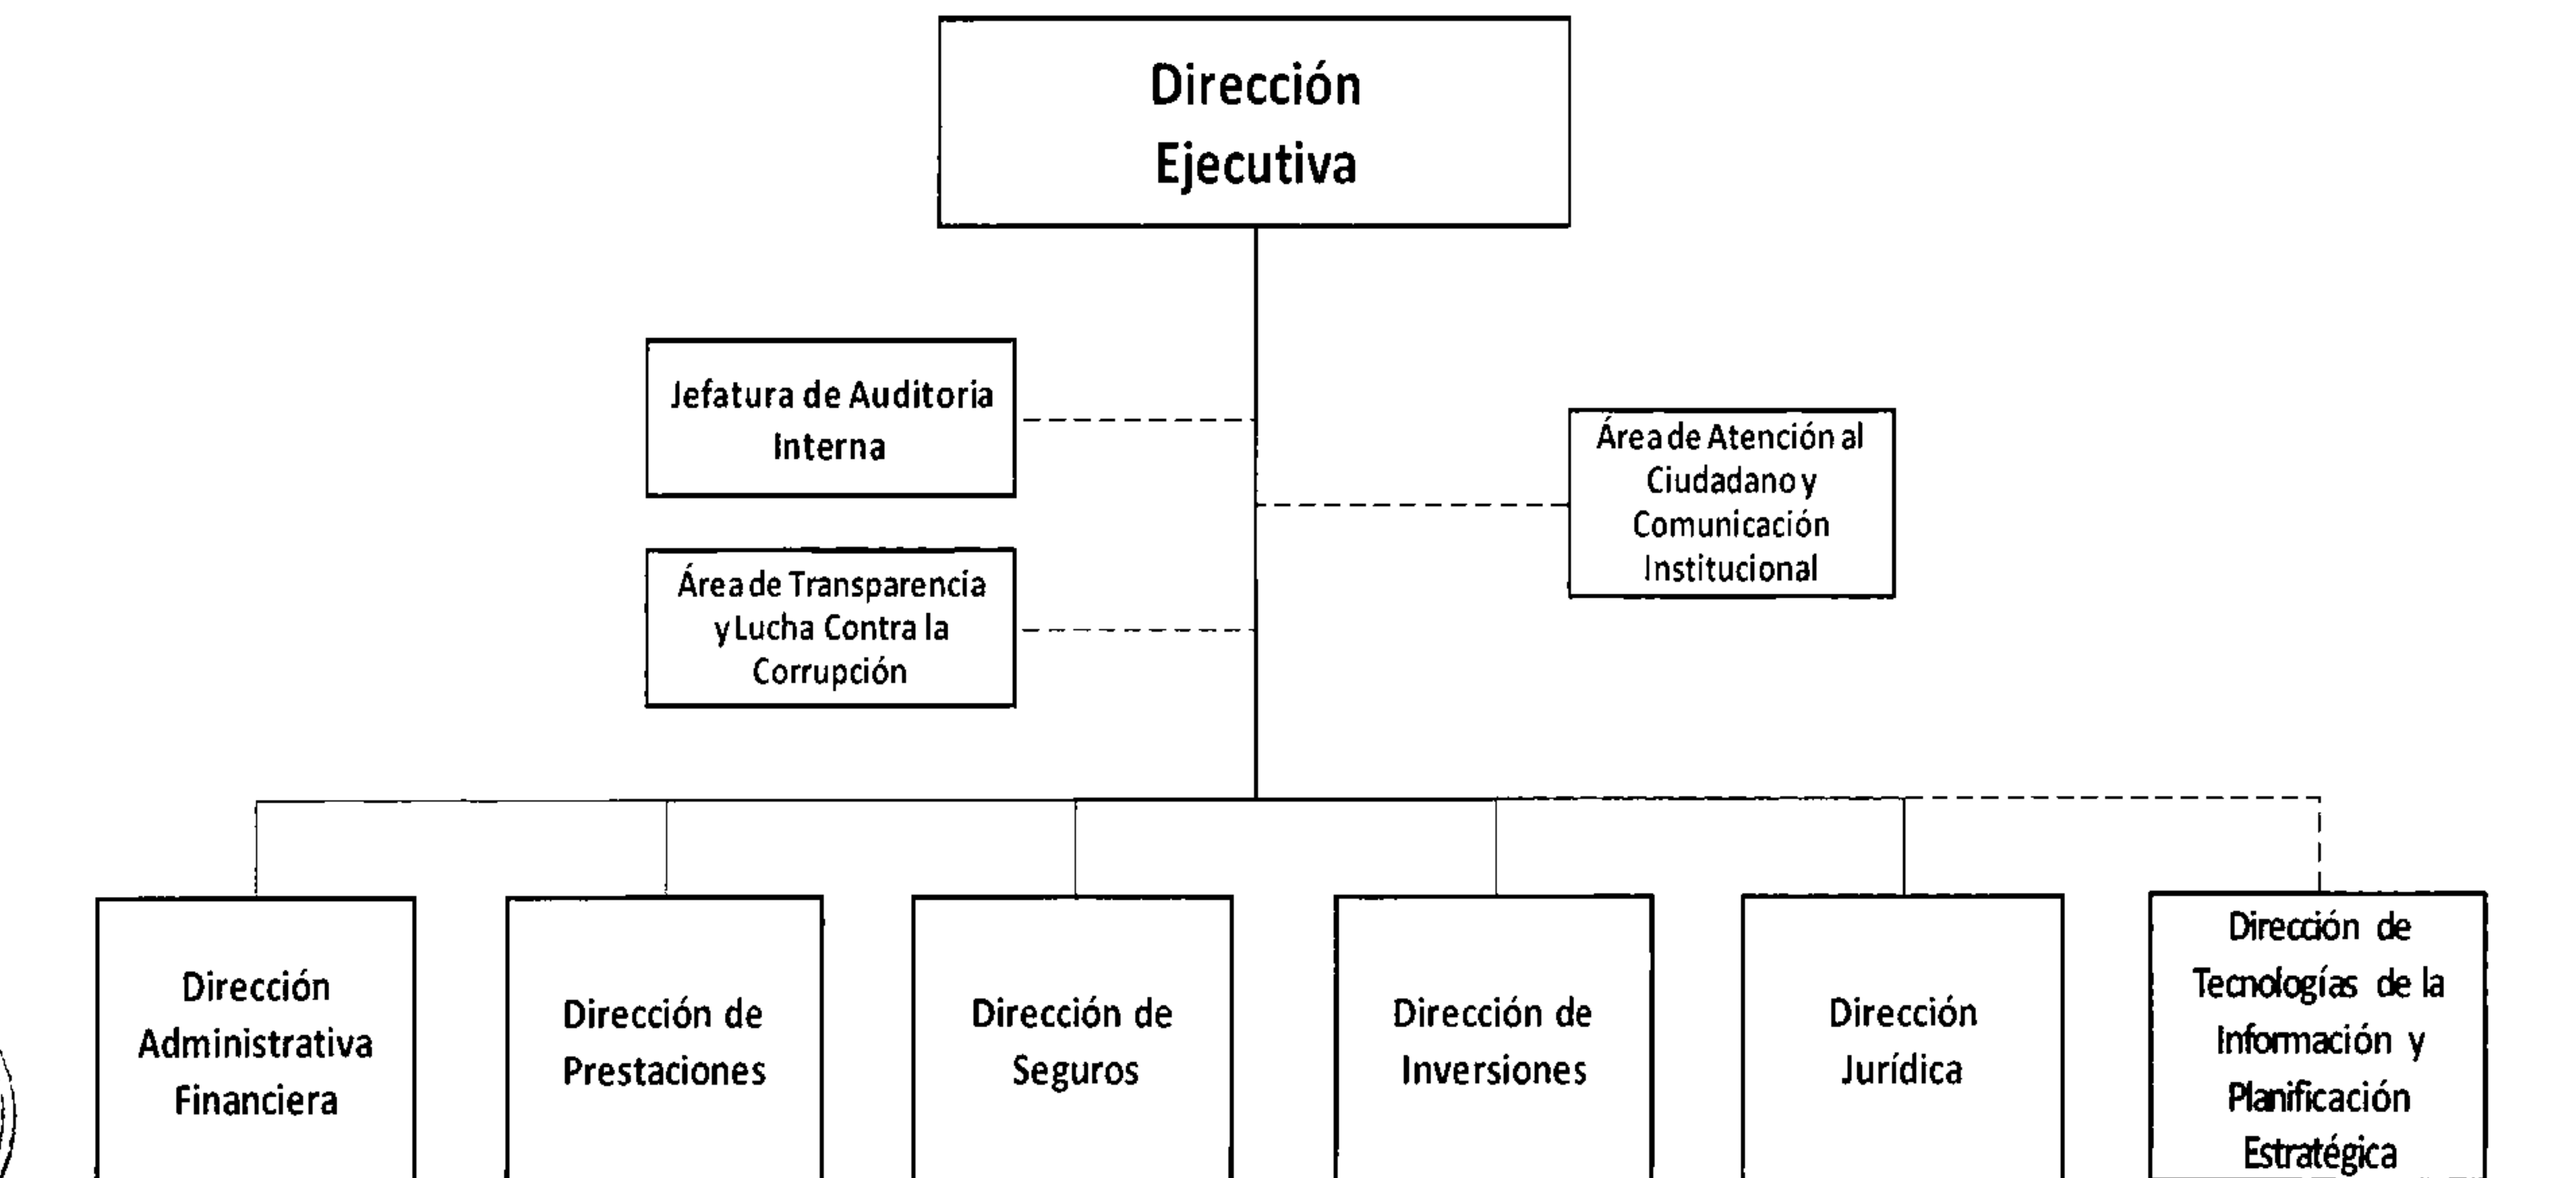 Dirección
Ejecutiva
Jefatura de Auditoria
Interna
Área de Atención al
Ciudadano y
Comunicación
Institucional
Área de Transparencia
y Lucha Contra la
Corrupción
Dirección
Administrativa
Financiera
Dirección de
Prestaciones
Dirección de
Seguros
Dirección de
Inversiones
Dirección
Jurídica
Dirección de
Tecnologías de la
Información y
Planificación
Estratégica